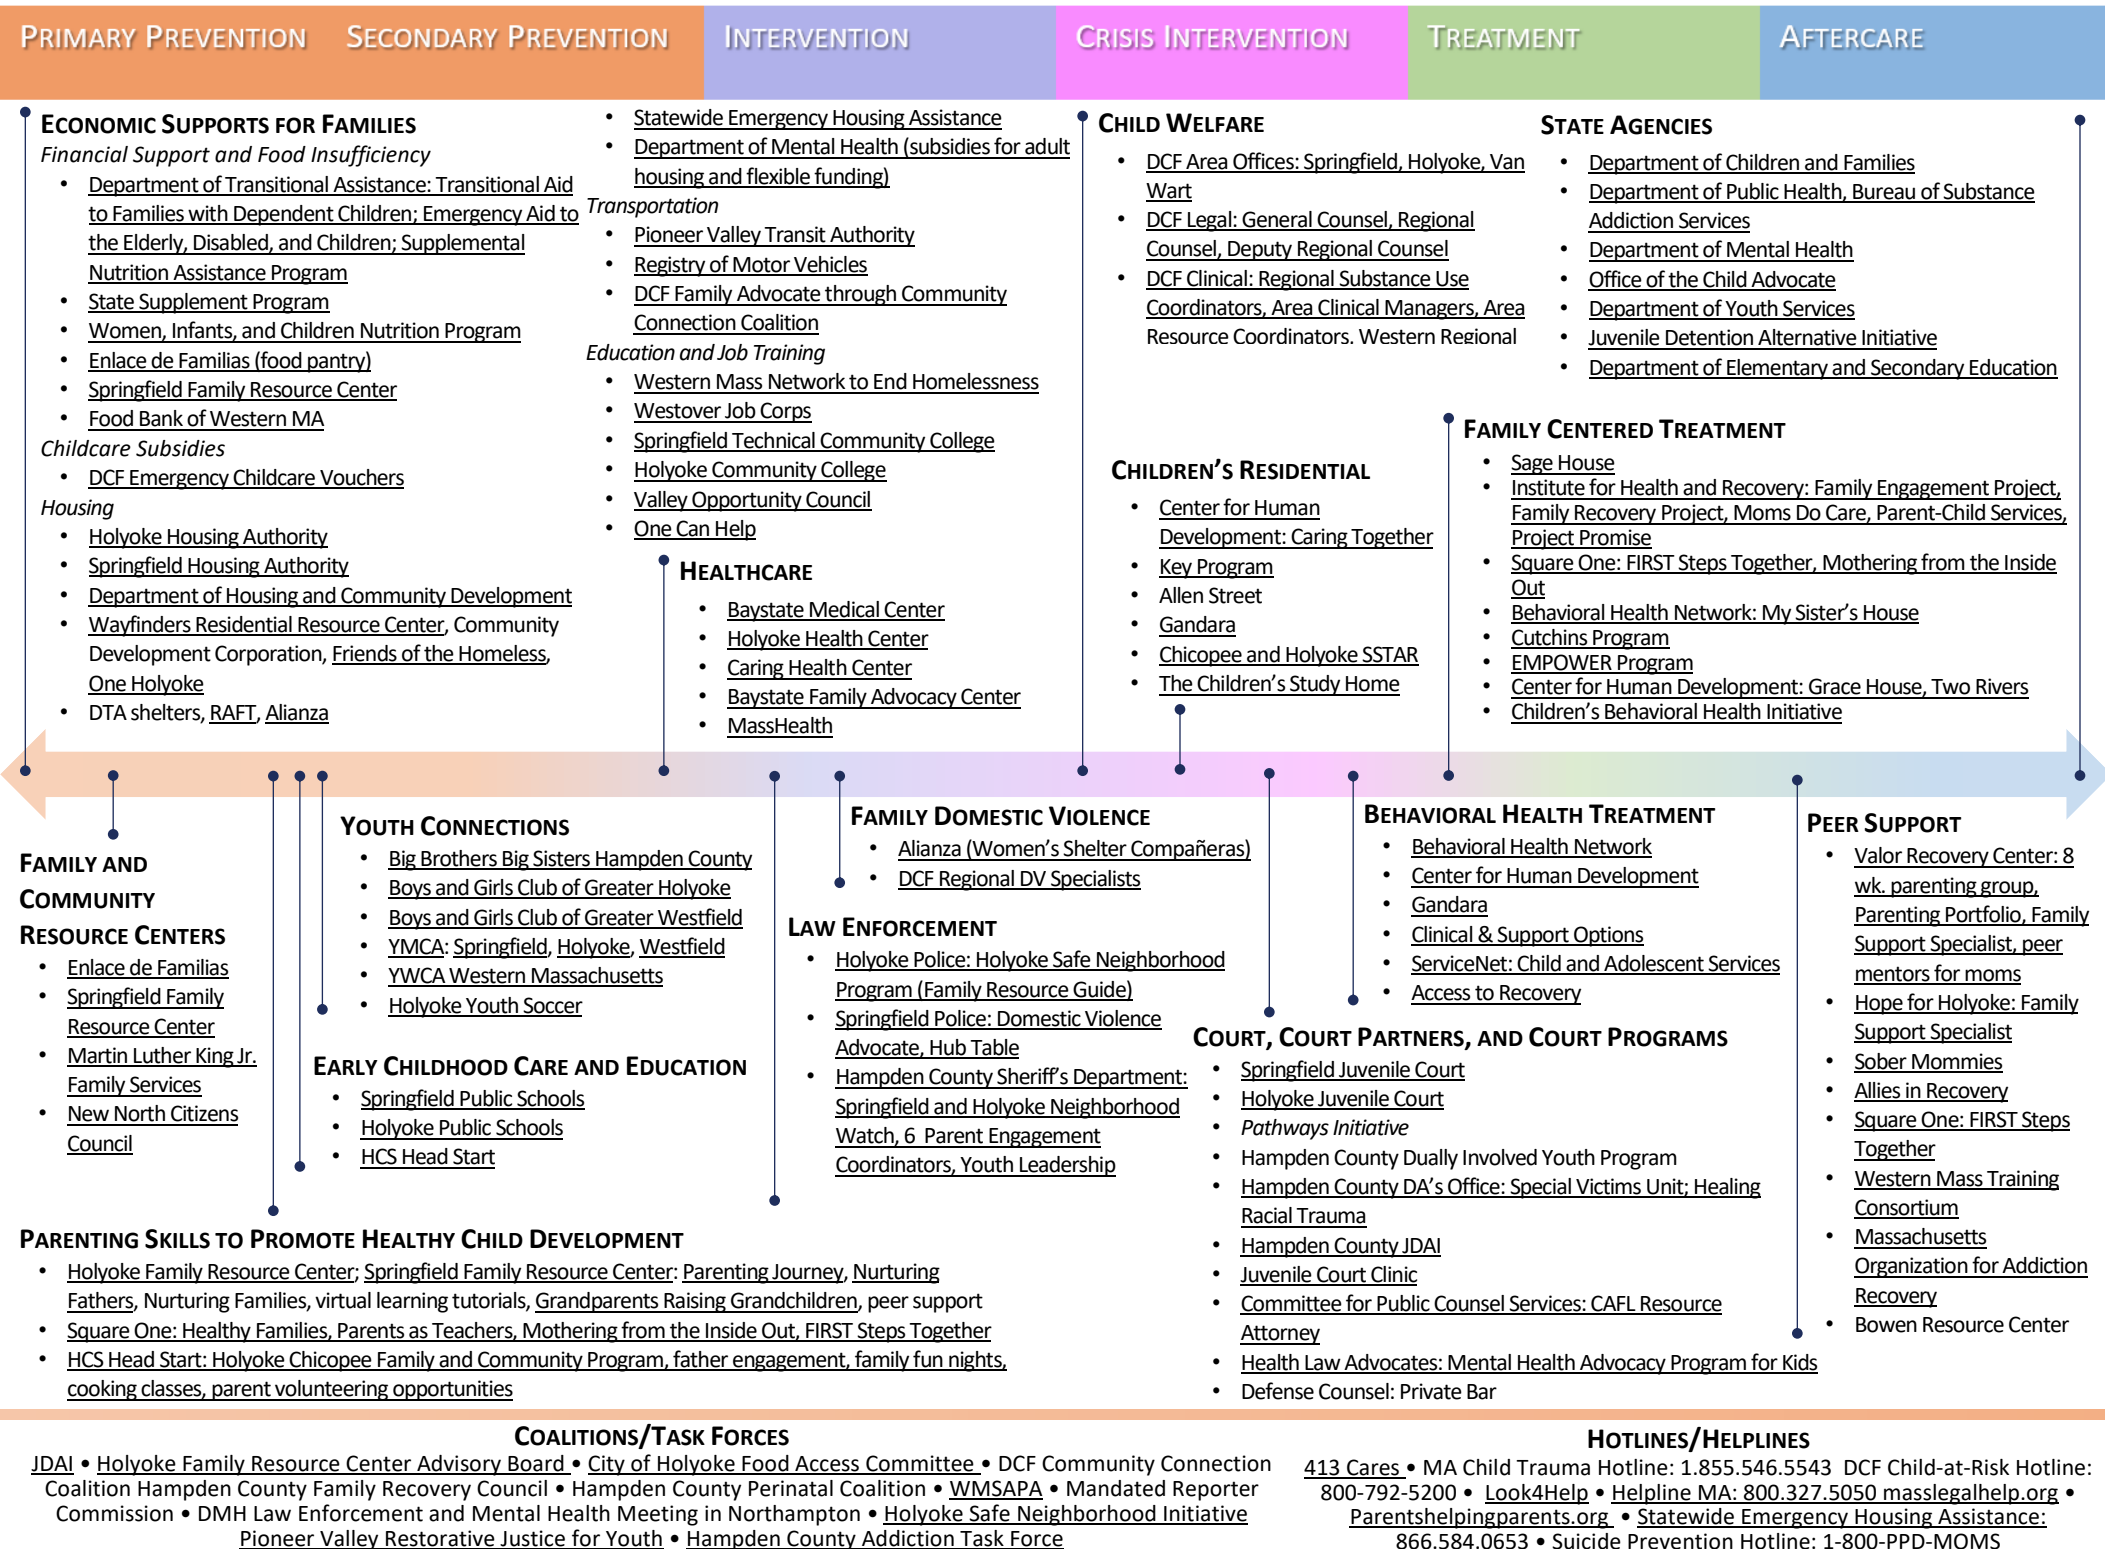 PRIMARY PREVENTION
SECONDARY PREVENTION
INTERVENTION
CRISIS INTERVENTION
TREATMENT
AFTERCARE
ECONOMIC SUPPORTS FOR FAMILIES
Financial Support and Food Insufficiency
• Department of Transitional Assistance: Transitional Aid
to Families with Dependent Children; Emergency Aid to
the Elderly, Disabled, and Children; Supplemental
Nutrition Assistance Program
• State Supplement Program
• Women, Infants, and Children Nutrition Program
• Enlace de Familias (food pantry)
• Springfield Family Resource Center
• Food Bank of Western MA
Childcare Subsidies
• DCF Emergency Childcare Vouchers
Housing
• Holyoke Housing Authority
• Springfield Housing Authority
• Department of Housing and Community Development
• Wayfinders Residential Resource Center, Community
Development Corporation, Friends of the Homeless,
One Holyoke
• DTA shelters, RAFT, Alianza
• Statewide Emergency Housing Assistance
• Department of Mental Health (subsidies for adult
housing and flexible funding)
Transportation
• Pioneer Valley Transit Authority
• Registry of Motor Vehicles
• DCF Family Advocate through Community
Connection Coalition
Education and Job Training
• Western Mass Network to End Homelessness
• Westover Job Corps
• Springfield Technical Community College
• Holyoke Community College
• Valley Opportunity Council
• One Can Help
HEALTHCARE
• Baystate Medical Center
• Holyoke Health Center
• Caring Health Center
• Baystate Family Advocacy Center
• MassHealth
CHILD WELFARE
• DCF Area Offices: Springfield, Holyoke, Van
Wart
• DCF Legal: General Counsel, Regional
Counsel, Deputy Regional Counsel
• DCF Clinical: Regional Substance Use
Coordinators, Area Clinical Managers, Area
Resource Coordinators. Western Regional
CHILDREN'S RESIDENTIAL
• Center for Human
Development: Caring Together
• Key Program
• Allen Street
• Gandara
• Chicopee and Holyoke SSTAR
• The Children's Study Home
STATE AGENCIES
• Department of Children and Families
• Department of Public Health, Bureau of Substance
Addiction Services
• Department of Mental Health
• Office of the Child Advocate
• Department of Youth Services
• Juvenile Detention Alternative Initiative
• Department of Elementary and Secondary Education
FAMILY CENTERED TREATMENT
• Sage House
• Institute for Health and Recovery: Family Engagement Project,
Family Recovery Project, Moms Do Care, Parent-Child Services,
Project Promise
• Square One: FIRST Steps Together, Mothering from the Inside
Out
• Behavioral Health Network: My Sister's House
• Cutchins Program
• EMPOWER Program
• Center for Human Development: Grace House, Two Rivers
• Children's Behavioral Health Initiative
FAMILY AND
COMMUNITY
RESOURCE CENTERS
• Enlace de Familias
• Springfield Family
Resource Center
• Martin Luther King Jr.
Family Services
• New North Citizens
Council
YOUTH CONNECTIONS
• Big Brothers Big Sisters Hampden County
• Boys and Girls Club of Greater Holyoke
• Boys and Girls Club of Greater Westfield
• YMCA: Springfield, Holyoke, Westfield
• YWCA Western Massachusetts
• Holyoke Youth Soccer
EARLY CHILDHOOD CARE AND EDUCATION
• Springfield Public Schools
• Holyoke Public Schools
• HCS Head Start
PARENTING SKILLS TO PROMOTE HEALTHY CHILD DEVELOPMENT
• Holyoke Family Resource Center; Springfield Family Resource Center: Parenting Journey, Nurturing
Fathers, Nurturing Families, virtual learning tutorials, Grandparents Raising Grandchildren, peer support
• Square One: Healthy Families, Parents as Teachers, Mothering from the Inside Out, FIRST Steps Together
• HCS Head Start: Holyoke Chicopee Family and Community Program, father engagement, family fun nights,
cooking classes, parent volunteering opportunities
FAMILY DOMESTIC VIOLENCE
• Alianza (Women's Shelter Compañeras)
• DCF Regional DV Specialists
LAW ENFORCEMENT
• Holyoke Police: Holyoke Safe Neighborhood
Program (Family Resource Guide)
• Springfield Police: Domestic Violence
Advocate, Hub Table
• Hampden County Sheriff's Department:
Springfield and Holyoke Neighborhood
Watch, 6 Parent Engagement
Coordinators, Youth Leadership
BEHAVIORAL HEALTH TREATMENT
• Behavioral Health Network
• Center for Human Development
• Gandara
• Clinical & Support Options
• ServiceNet: Child and Adolescent Services
• Access to Recovery
COURT, COURT PARTNERS, AND COURT PROGRAMS
• Springfield Juvenile Court
• Holyoke Juvenile Court
• Pathways Initiative
• Hampden County Dually Involved Youth Program
• Hampden County DA's Office: Special Victims Unit; Healing
Racial Trauma
• Hampden County JDAI
• Juvenile Court Clinic
• Committee for Public Counsel Services: CAFL Resource
Attorney
• Health Law Advocates: Mental Health Advocacy Program for Kids
• Defense Counsel: Private Bar
PEER SUPPORT
• Valor Recovery Center: 8
wk. parenting group,
Parenting Portfolio, Family
Support Specialist, peer
mentors for moms
• Hope for Holyoke: Family
Support Specialist
• Sober Mommies
• Allies in Recovery
• Square One: FIRST Steps
Together
• Western Mass Training
Consortium
• Massachusetts
Organization for Addiction
Recovery
• Bowen Resource Center
COALITIONS/TASK FORCES
JDAI • Holyoke Family Resource Center Advisory Board • City of Holyoke Food Access Committee • DCF Community Connection
Coalition Hampden County Family Recovery Council • Hampden County Perinatal Coalition • WMSAPA • Mandated Reporter
Commission • DMH Law Enforcement and Mental Health Meeting in Northampton • Holyoke Safe Neighborhood Initiative
Pioneer Valley Restorative Justice for Youth • Hampden County Addiction Task Force
HOTLINES/HELPLINES
413 Cares • MA Child Trauma Hotline: 1.855.546.5543 DCF Child-at-Risk Hotline:
800-792-5200 • Look4Help • Helpline MA: 800.327.5050 masslegalhelp.org •
Parentshelpingparents.org • Statewide Emergency Housing Assistance:
866.584.0653 • Suicide Prevention Hotline: 1-800-PPD-MOMS